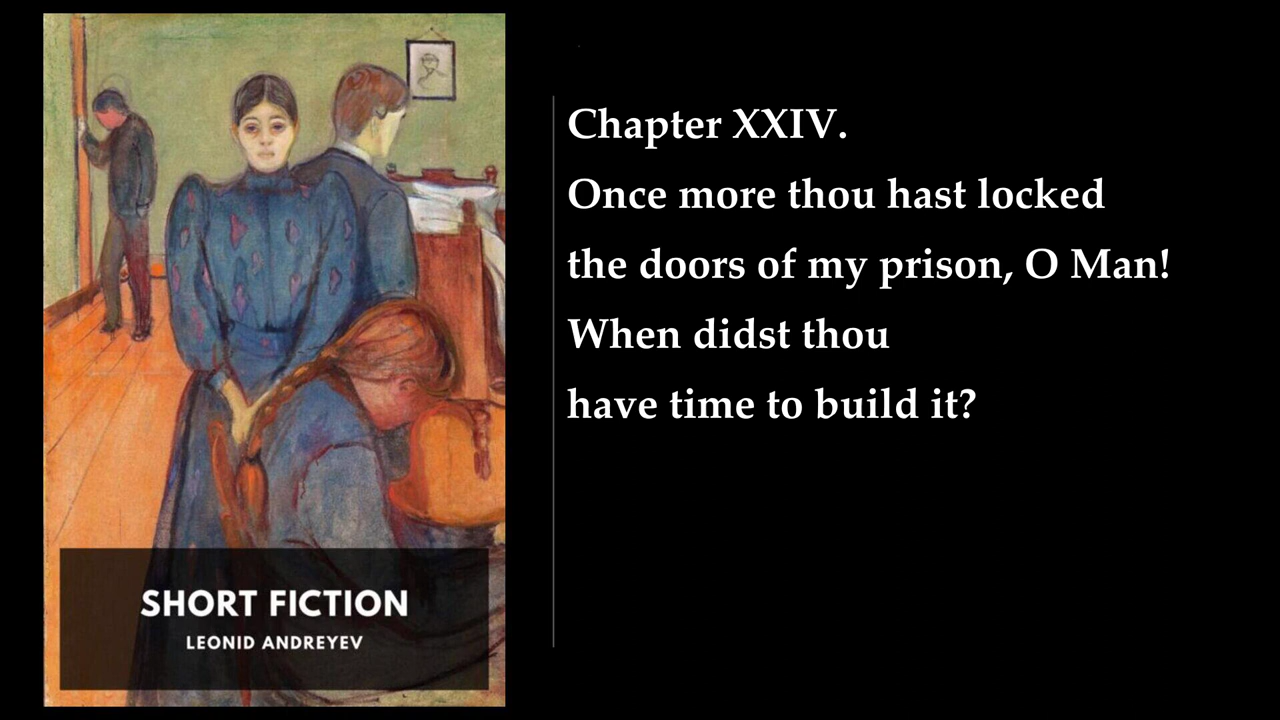 Chapter XXIV.
Once more thou hast locked
the doors of my prison, O Man!
When didst thou
have time to build it?
SHORT FICTION
LEONID ANDREYEV